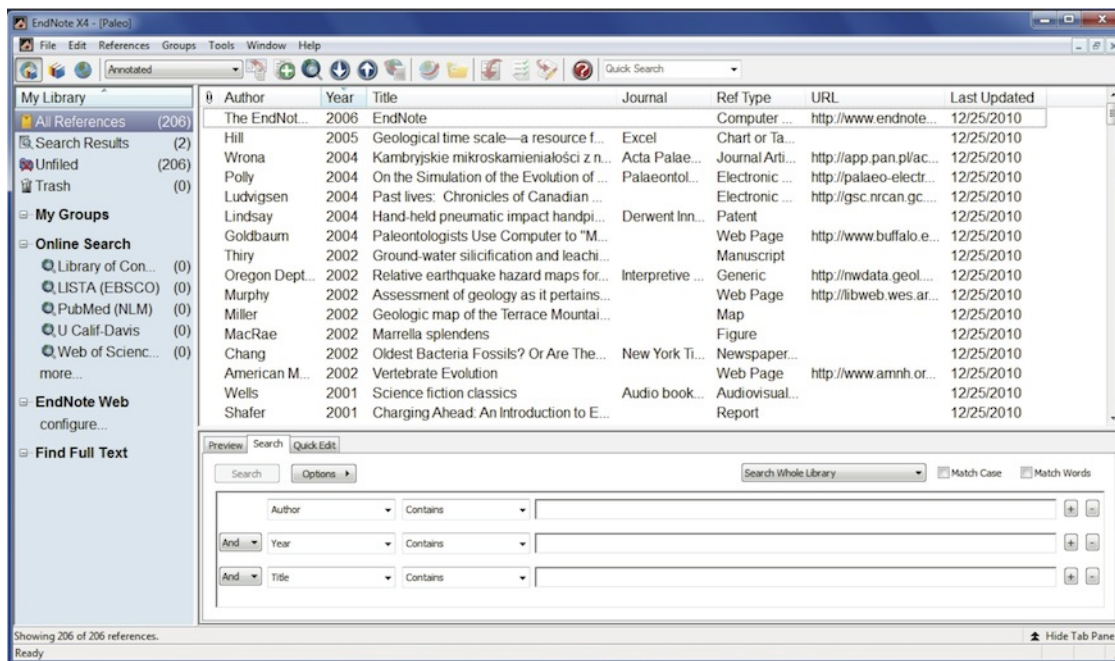 EndNote X4 - [Paleo]
File Edit References Groups Tools Window Help
Annotated Quick Search
My Library
All References (206)
Search Results (2)
Unfiled (206)
Trash (0)
My Groups
Online Search
Library of Con... (0)
LISTA (EBSCO) (0)
PubMed (NLM) (0)
U Calif-Davis (0)
Web of Scienc... (0)
more...
EndNote Web
configure...
Find Full Text
Author Year Title Journal Ref Type URL Last Updated
The EndNot... 2006 EndNote Computer ... http://www.endnote... 12/25/2010
Hill 2005 Geological time scale—a resource f... Excel Chart or Ta... 12/25/2010
Wrona 2004 Kambryjskie mikroskamieniałości z n... Acta Palae... Journal Arti... http://app.pan.pl/ac... 12/25/2010
Polly 2004 On the Simulation of the Evolution of ... Palaeontol... Electronic ... http://palaeo-electr... 12/25/2010
Ludvigsen 2004 Past lives: Chronicles of Canadian ... Electronic ... http://gsc.nrcan.gc.... 12/25/2010
Lindsay 2004 Hand-held pneumatic impact handpi... Derwent Inn... Patent 12/25/2010
Goldbaum 2004 Paleontologists Use Computer to "M... Web Page http://www.buffalo.e... 12/25/2010
Thiry 2002 Ground-water silicification and leachi... Manuscript 12/25/2010
Oregon Dept... 2002 Relative earthquake hazard maps for... Interpretive ... Generic http://nwdata.geol.... 12/25/2010
Murphy 2002 Assessment of geology as it pertains... Web Page http://libweb.wes.ar... 12/25/2010
Miller 2002 Geologic map of the Terrace Mountai... Map 12/25/2010
MacRae 2002 Marrella splendens Figure 12/25/2010
Chang 2002 Oldest Bacteria Fossils? Or Are The... New York Ti... Newspaper... 12/25/2010
American M... 2002 Vertebrate Evolution Web Page http://www.amnh.or... 12/25/2010
Wells 2001 Science fiction classics Audio book... Audiovisual... 12/25/2010
Shafer 2001 Charging Ahead: An Introduction to E... Report 12/25/2010
Preview Search Quick Edit
Search Options Search Whole Library Match Case Match Words
Author Contains
And Year Contains
And Title Contains
Showing 206 of 206 references. Hide Tab Pane
Ready